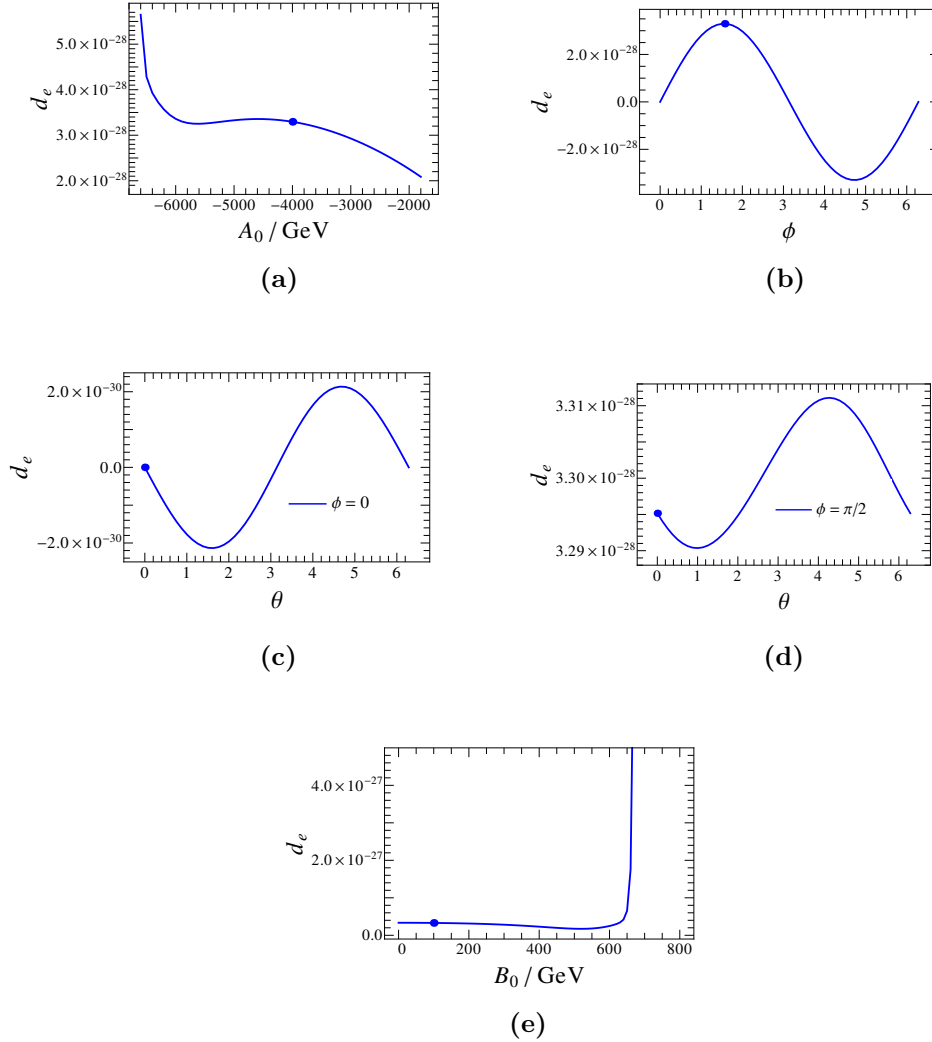 5.0×10⁻²⁸
4.0×10⁻²⁸
3.0×10⁻²⁸
2.0×10⁻²⁸
d_e
−6000 −5000 −4000 −3000 −2000
A₀ / GeV
(a)
2.0×10⁻²⁸
0.0
−2.0×10⁻²⁸
d_e
0 1 2 3 4 5 6
ϕ
(b)
2.0×10⁻³⁰
0.0
−2.0×10⁻³⁰
d_e
ϕ = 0
0 1 2 3 4 5 6
θ
(c)
3.31×10⁻²⁸
3.30×10⁻²⁸
3.29×10⁻²⁸
d_e
ϕ = π/2
0 1 2 3 4 5 6
θ
(d)
4.0×10⁻²⁷
2.0×10⁻²⁷
0.0
d_e
0 200 400 600 800
B₀ / GeV
(e)